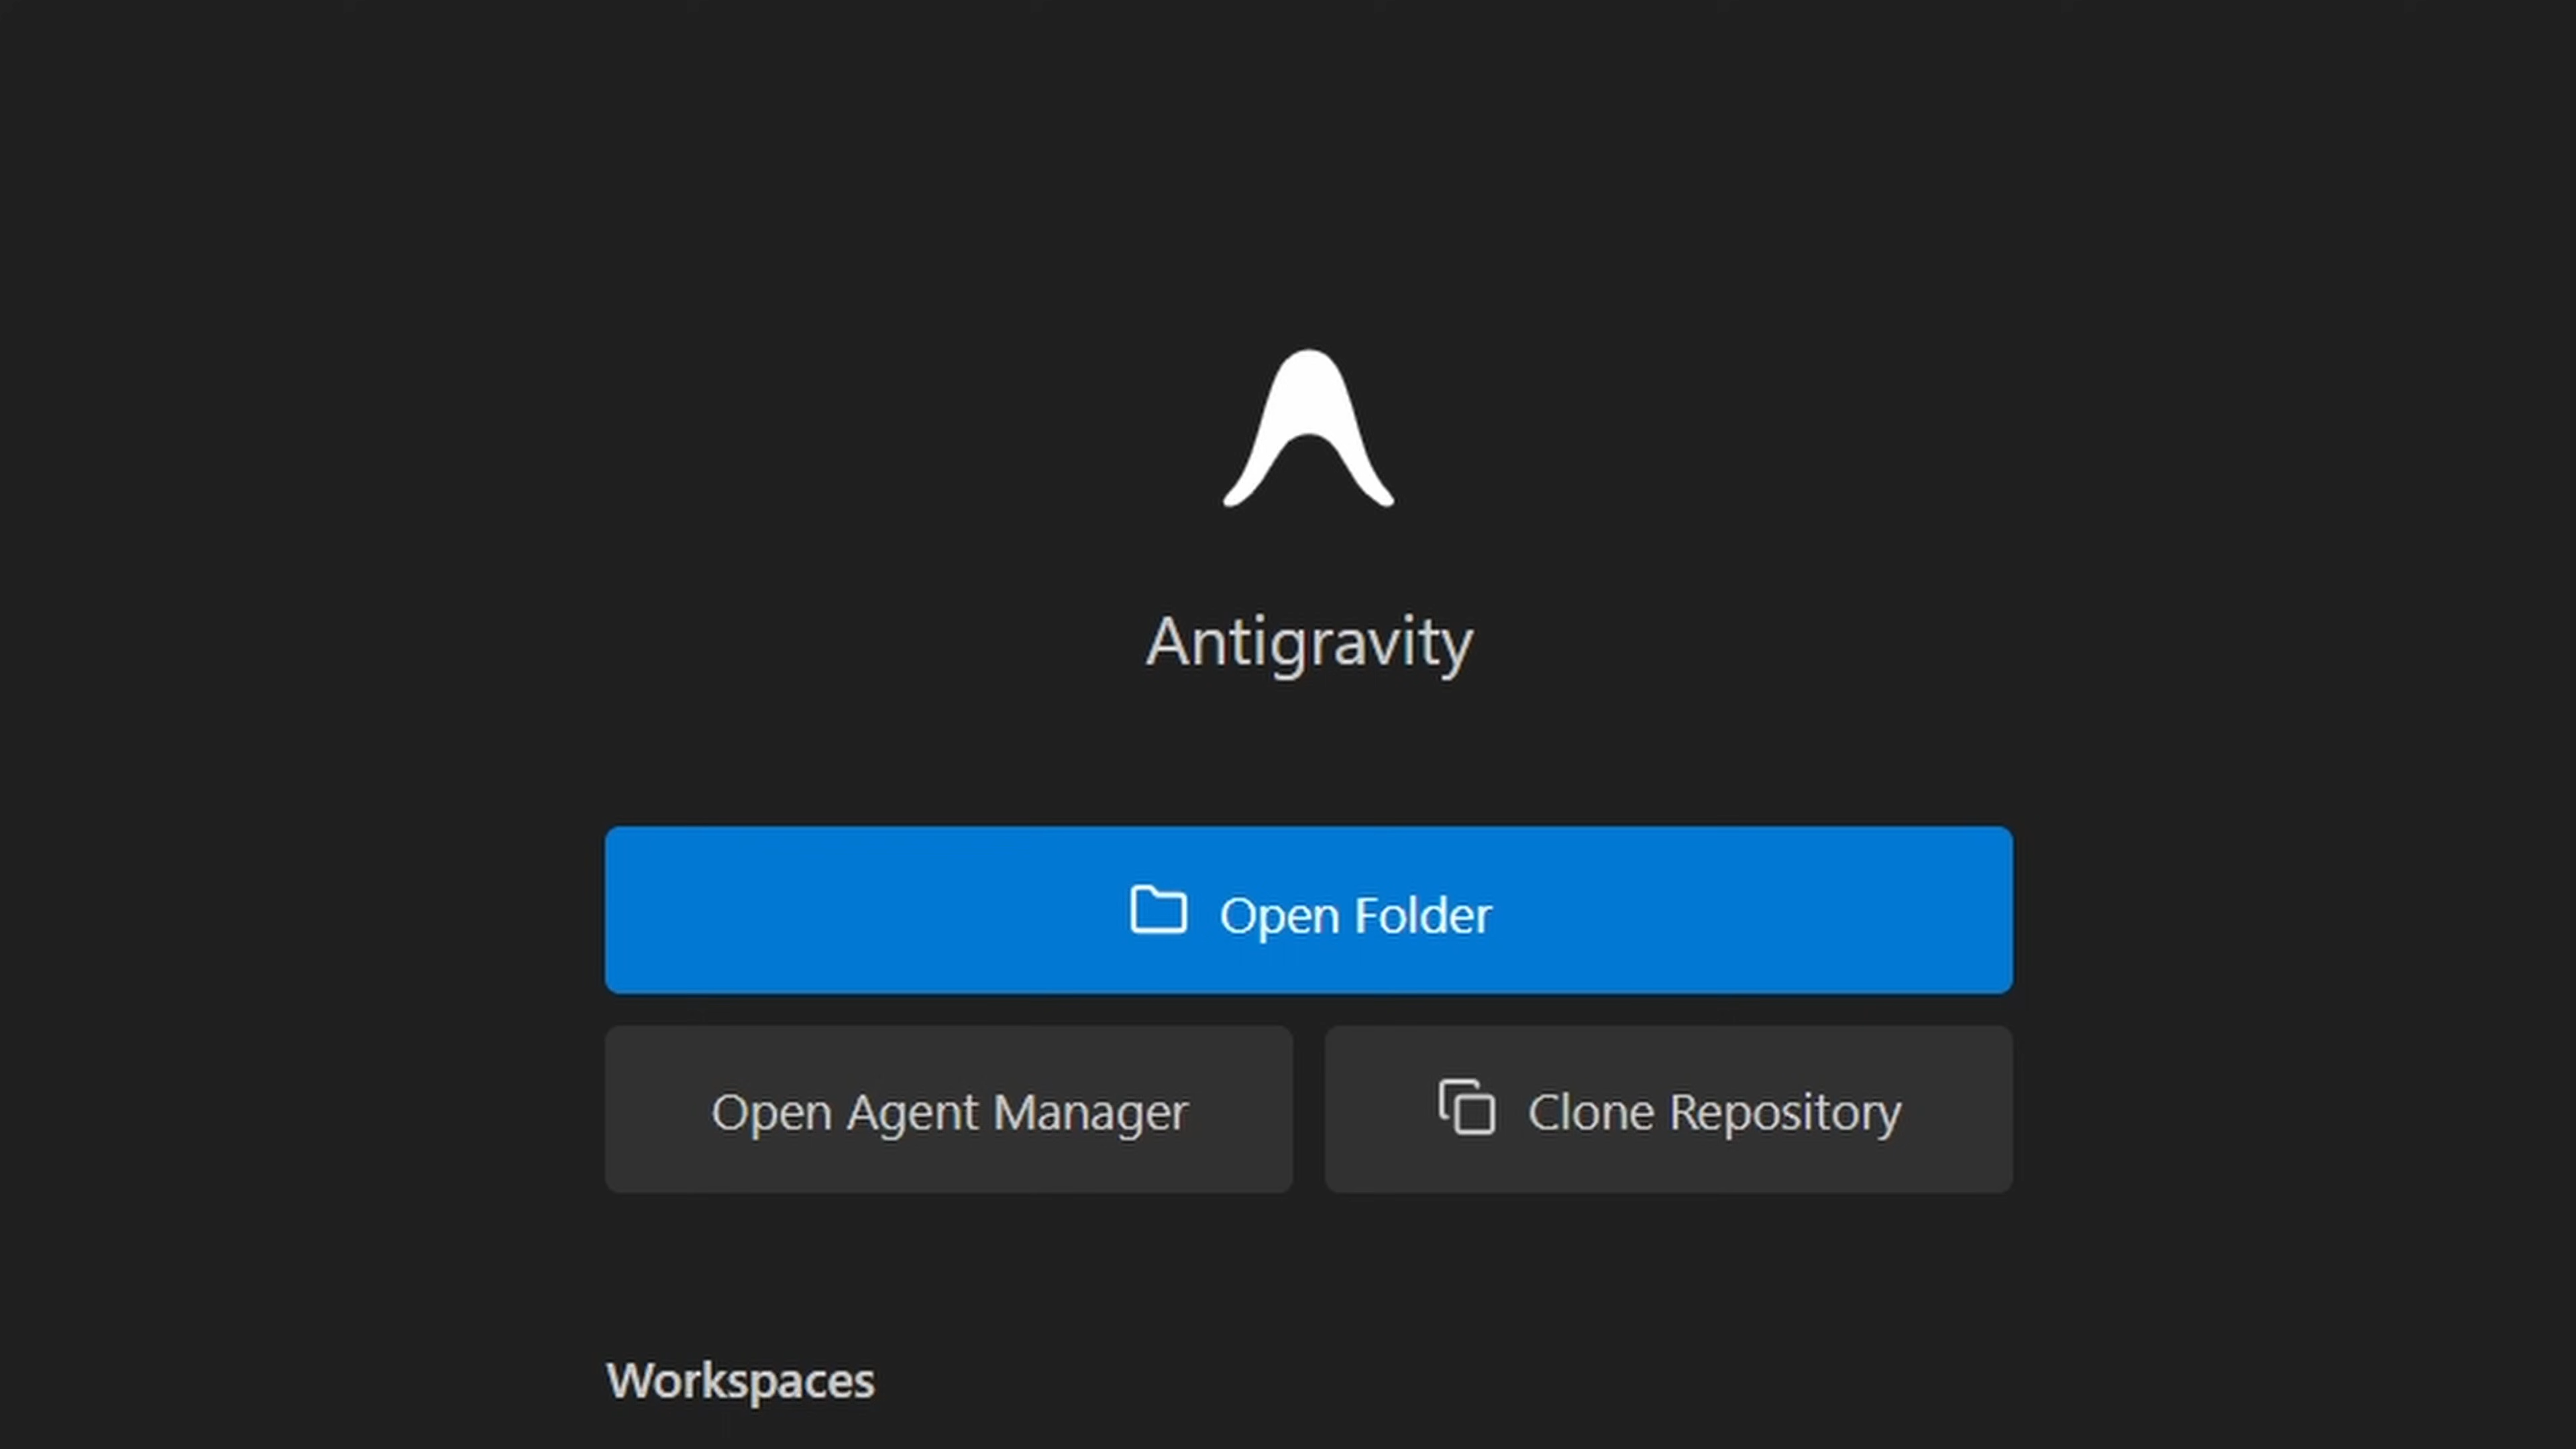 Antigravity
Open Folder
Open Agent Manager
Clone Repository
Workspaces